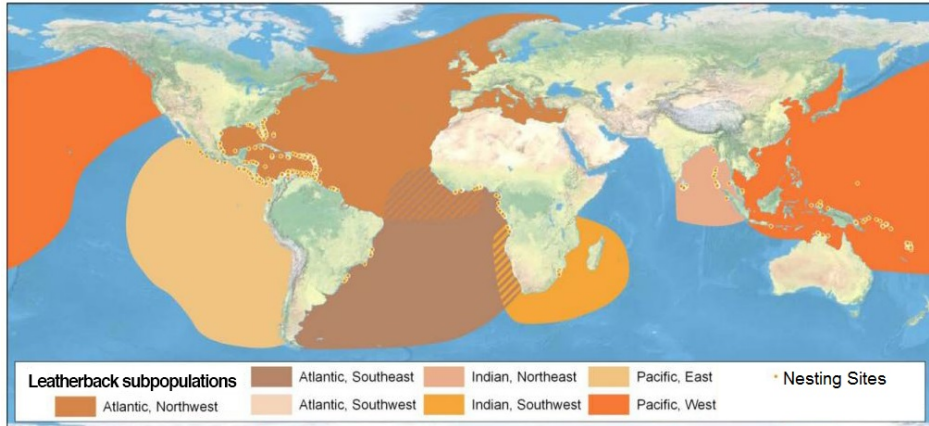 Leatherback subpopulations
Atlantic, Northwest
Atlantic, Southeast
Atlantic, Southwest
Indian, Northeast
Indian, Southwest
Pacific, East
Pacific, West
Nesting Sites